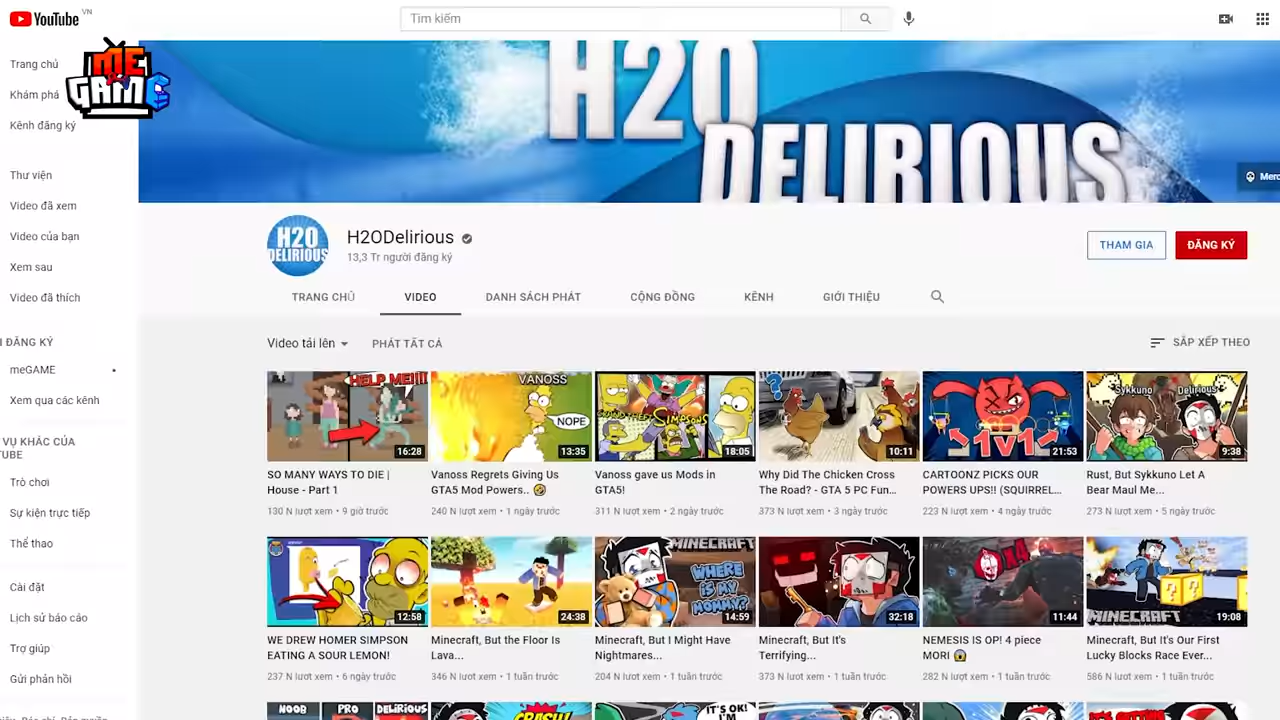 YouTube VN
Tìm kiếm
ME
GAME
Trang chủ
Khám phá
Kênh đăng ký
Thư viện
Video đã xem
Video của bạn
Xem sau
Video đã thích
I ĐĂNG KÝ
meGAME
Xem qua các kênh
VỤ KHÁC CỦA
TUBE
Trò chơi
Sự kiện trực tiếp
Thể thao
Cài đặt
Lịch sử báo cáo
Trợ giúp
Gửi phản hồi
H2O
DELIRIOUS
Merc
H2O
DELIRIOUS
H2ODelirious
13,3 Tr người đăng ký
THAM GIA
ĐĂNG KÝ
TRANG CHỦ VIDEO DANH SÁCH PHÁT CỘNG ĐỒNG KÊNH GIỚI THIỆU
Video tải lên PHÁT TẤT CẢ
SẮP XẾP THEO
HELP ME!!!!
16:28
SO MANY WAYS TO DIE |
House - Part 1
130 N lượt xem • 9 giờ trước
VANOSS
NOPE
13:35
Vanoss Regrets Giving Us
GTA5 Mod Powers.. 🤣
240 N lượt xem • 1 ngày trước
Simpsons
18:05
Vanoss gave us Mods in
GTA5!
311 N lượt xem • 2 ngày trước
?
10:11
Why Did The Chicken Cross
The Road? - GTA 5 PC Fun...
373 N lượt xem • 3 ngày trước
1V1
21:53
CARTOONZ PICKS OUR
POWERS UPS!! (SQUIRREL...
223 N lượt xem • 4 ngày trước
Sykkuno Delirious
9:38
Rust, But Sykkuno Let A
Bear Maul Me...
273 N lượt xem • 5 ngày trước
12:58
WE DREW HOMER SIMPSON
EATING A SOUR LEMON!
237 N lượt xem • 6 ngày trước
24:38
Minecraft, But the Floor Is
Lava...
346 N lượt xem • 1 tuần trước
MINECRAFT
WHERE
IS MY
MOMMY?
14:59
Minecraft, But I Might Have
Nightmares...
204 N lượt xem • 1 tuần trước
32:18
Minecraft, But It's
Terrifying...
373 N lượt xem • 1 tuần trước
X4
11:44
NEMESIS IS OP! 4 piece
MORI 😱
282 N lượt xem • 1 tuần trước
MINECRAFT
19:08
Minecraft, But It's Our First
Lucky Blocks Race Ever...
586 N lượt xem • 1 tuần trước
NOOB PRO DELIRIOUS
CRASH
IT'S OK!
I'M